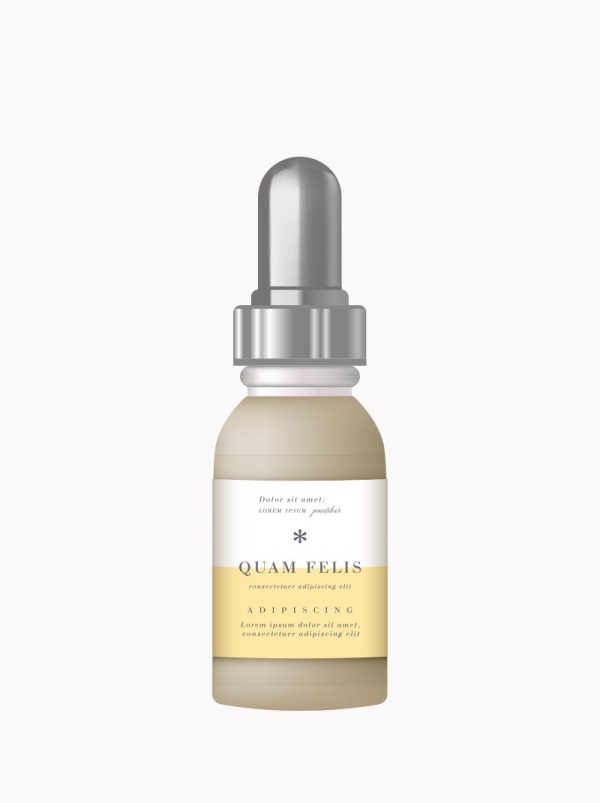 Dolor sit amet;
LOREM IPSUM penatibus
*
QUAM FELIS
consectetuer adipiscing elit
ADIPISCING
Lorem ipsum dolor sit amet,
consectetuer adipiscing elit